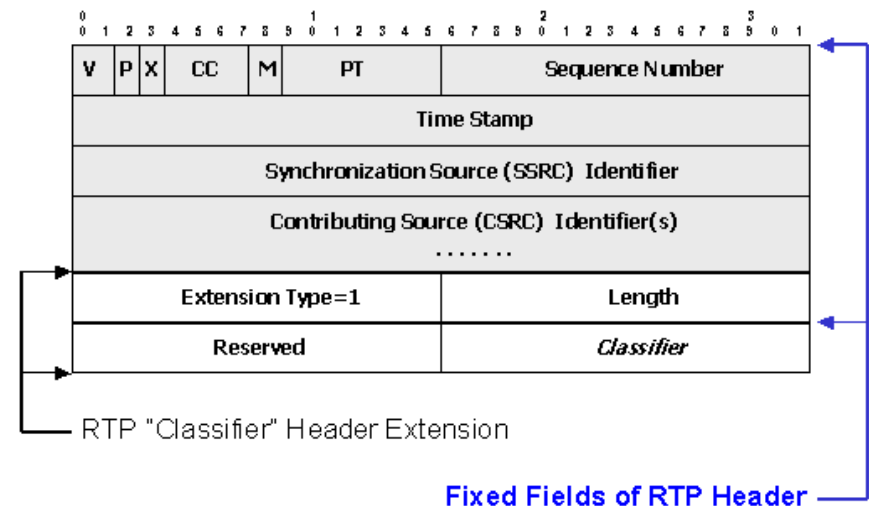 0 1 2 3
0 1 2 3 4 5 6 7 8 9 0 1 2 3 4 5 6 7 8 9 0 1 2 3 4 5 6 7 8 9 0 1
V P X CC M PT Sequence Number
Time Stamp
Synchronization Source (SSRC) Identifier
Contributing Source (CSRC) Identifier(s)
.......
Extension Type=1 Length
Reserved Classifier
RTP "Classifier" Header Extension
Fixed Fields of RTP Header